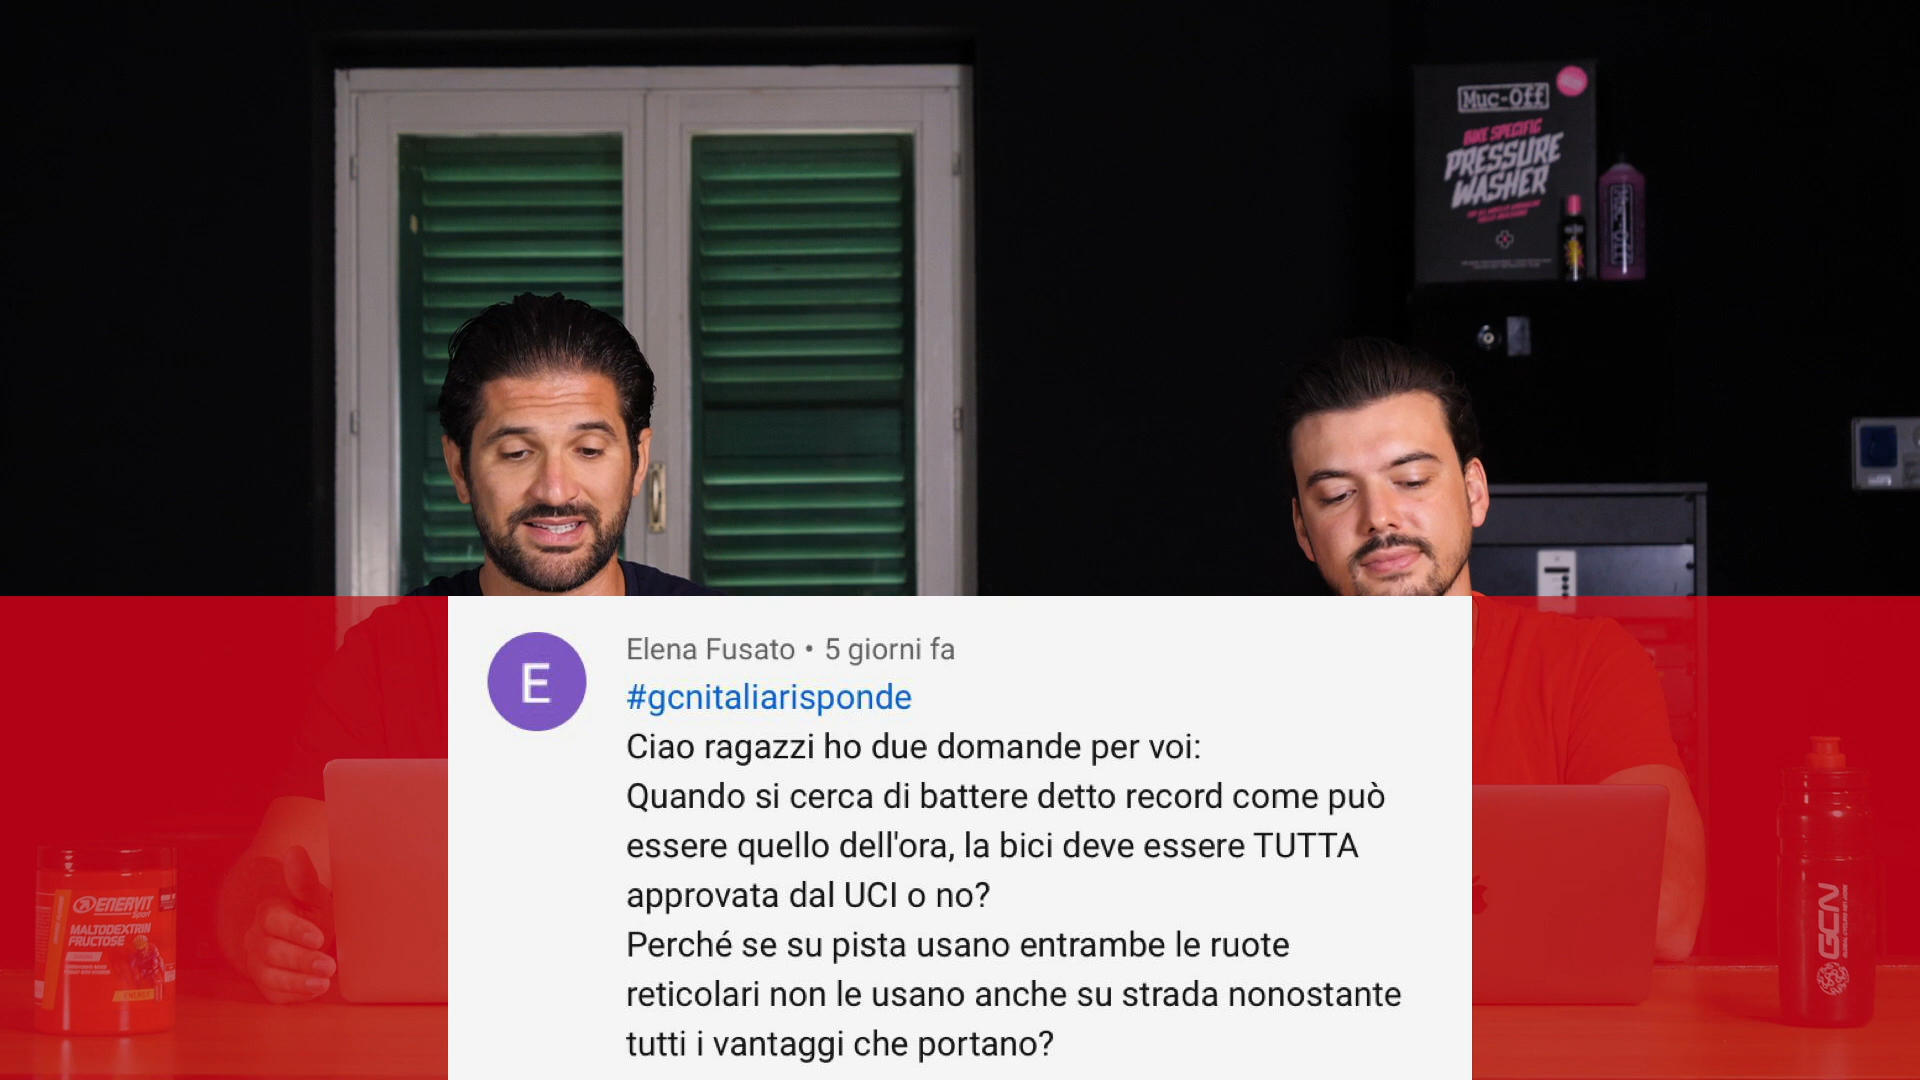 Muc-Off
BIKE SPECIFIC
PRESSURE
WASHER
Muc-Off
Elena Fusato • 5 giorni fa
E
#gcnitaliarisponde
Ciao ragazzi ho due domande per voi:
Quando si cerca di battere detto record come può
essere quello dell'ora, la bici deve essere TUTTA
approvata dal UCI o no?
Perché se su pista usano entrambe le ruote
reticolari non le usano anche su strada nonostante
tutti i vantaggi che portano?
ENERVIT
Sport
MALTODEXTRIN
FRUCTOSE
GCN